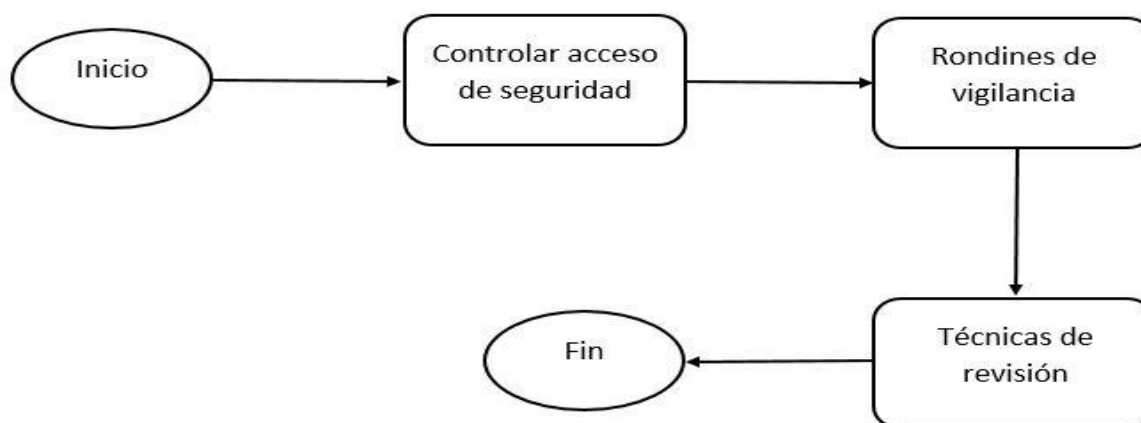 Inicio
Controlar acceso
de seguridad
Rondines de
vigilancia
Técnicas de
revisión
Fin